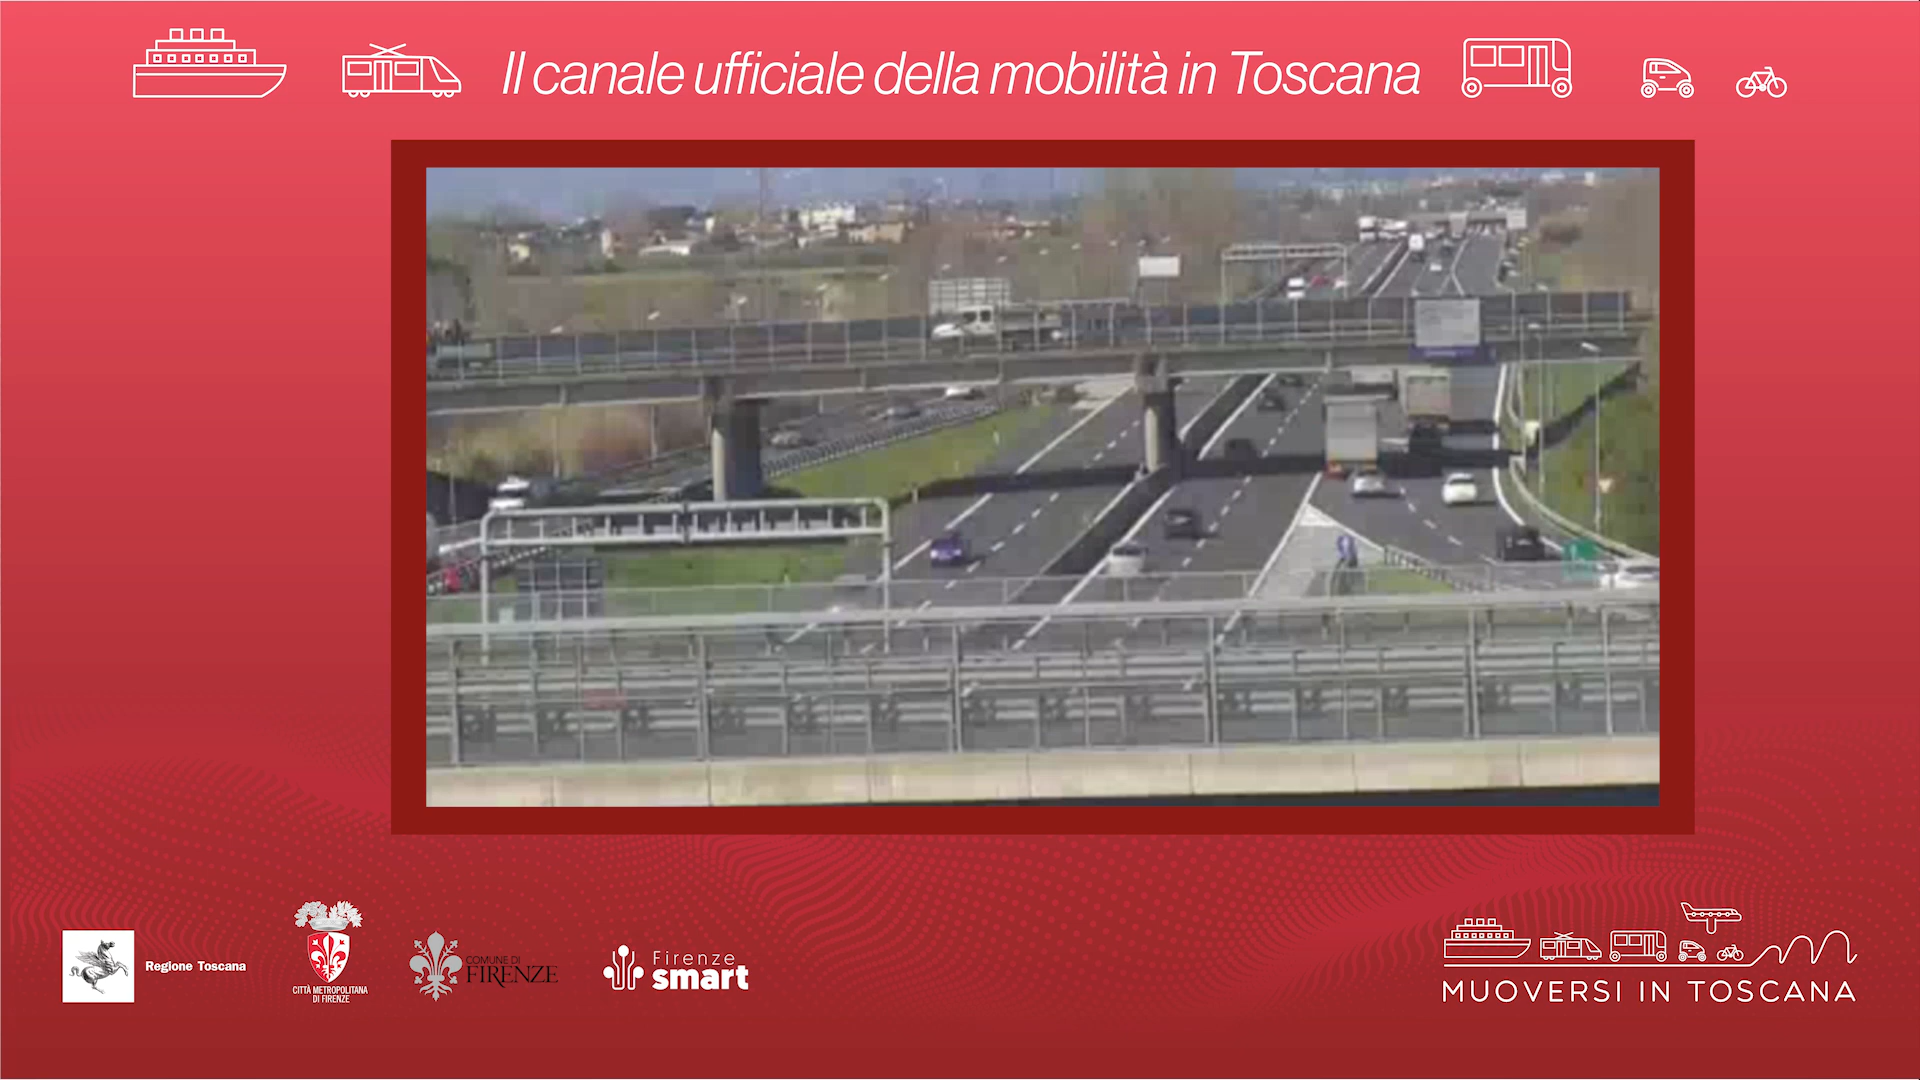 Il canale ufficiale della mobilità in Toscana
Regione Toscana
CITTÀ METROPOLITANA
DI FIRENZE
COMUNE DI
FIRENZE
Firenze
smart
MUOVERSI IN TOSCANA